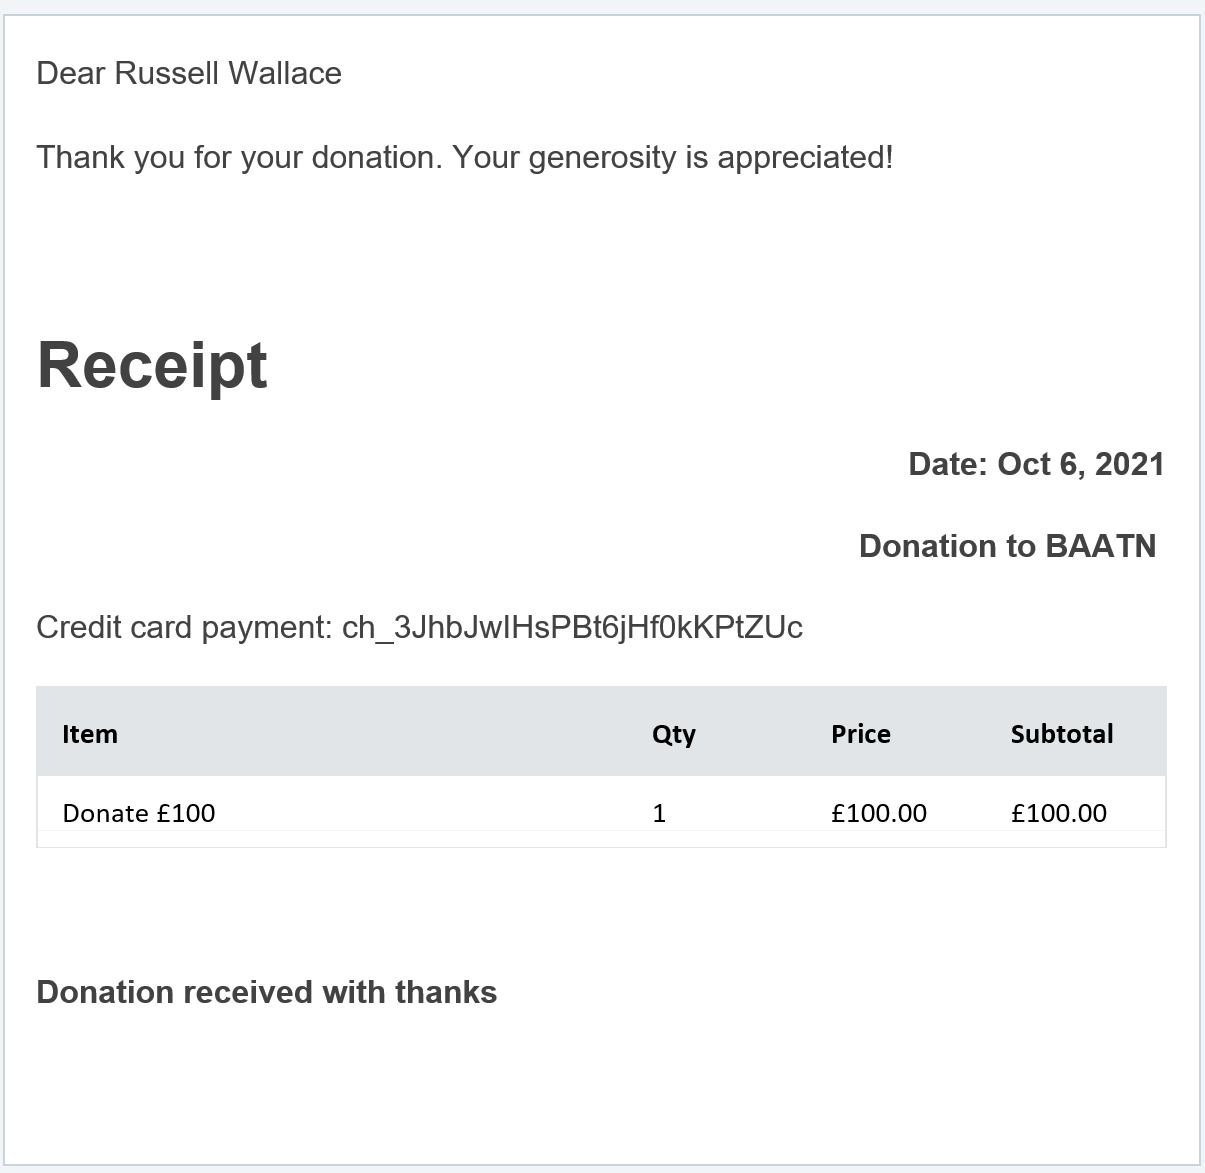 Dear Russell Wallace
Thank you for your donation. Your generosity is appreciated!
Receipt
Date: Oct 6, 2021
Donation to BAATN
Credit card payment: ch_3JhbJwIHsPBt6jHf0kKPtZUc
Item Qty Price Subtotal
Donate £100 1 £100.00 £100.00
Donation received with thanks